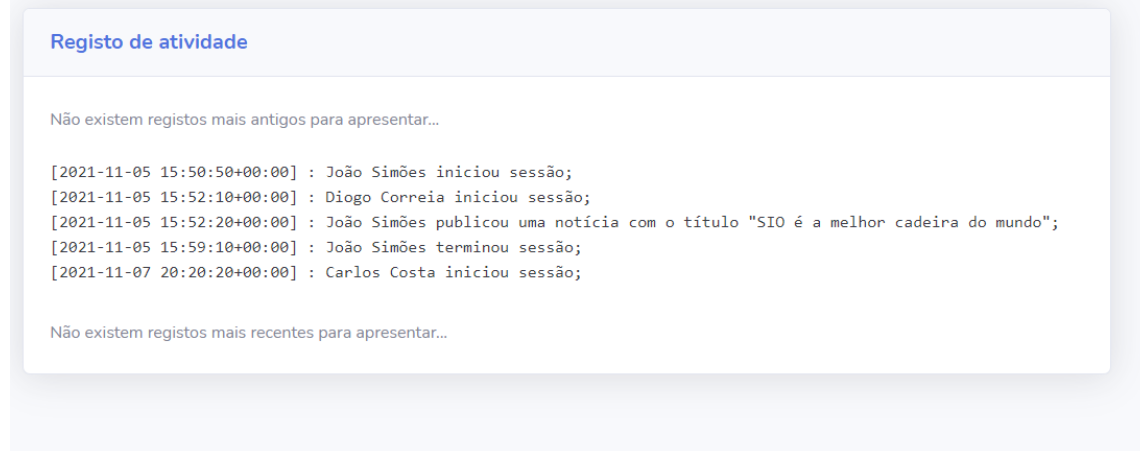 Registo de atividade
Não existem registos mais antigos para apresentar...
[2021-11-05 15:50:50+00:00] : João Simões iniciou sessão;
[2021-11-05 15:52:10+00:00] : Diogo Correia iniciou sessão;
[2021-11-05 15:52:20+00:00] : João Simões publicou uma notícia com o título "SIO é a melhor cadeira do mundo";
[2021-11-05 15:59:10+00:00] : João Simões terminou sessão;
[2021-11-07 20:20:20+00:00] : Carlos Costa iniciou sessão;
Não existem registos mais recentes para apresentar...